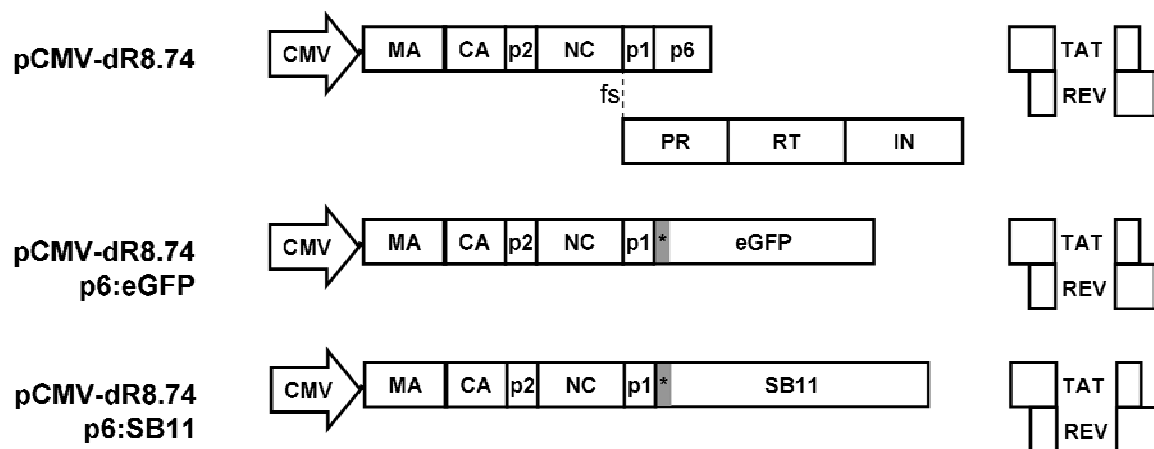 pCMV-dR8.74 CMV MA CA p2 NC p1 p6 TAT
REV
fs
PR RT IN
pCMV-dR8.74 CMV MA CA p2 NC p1 * eGFP TAT
p6:eGFP REV
pCMV-dR8.74 CMV MA CA p2 NC p1 * SB11 TAT
p6:SB11 REV